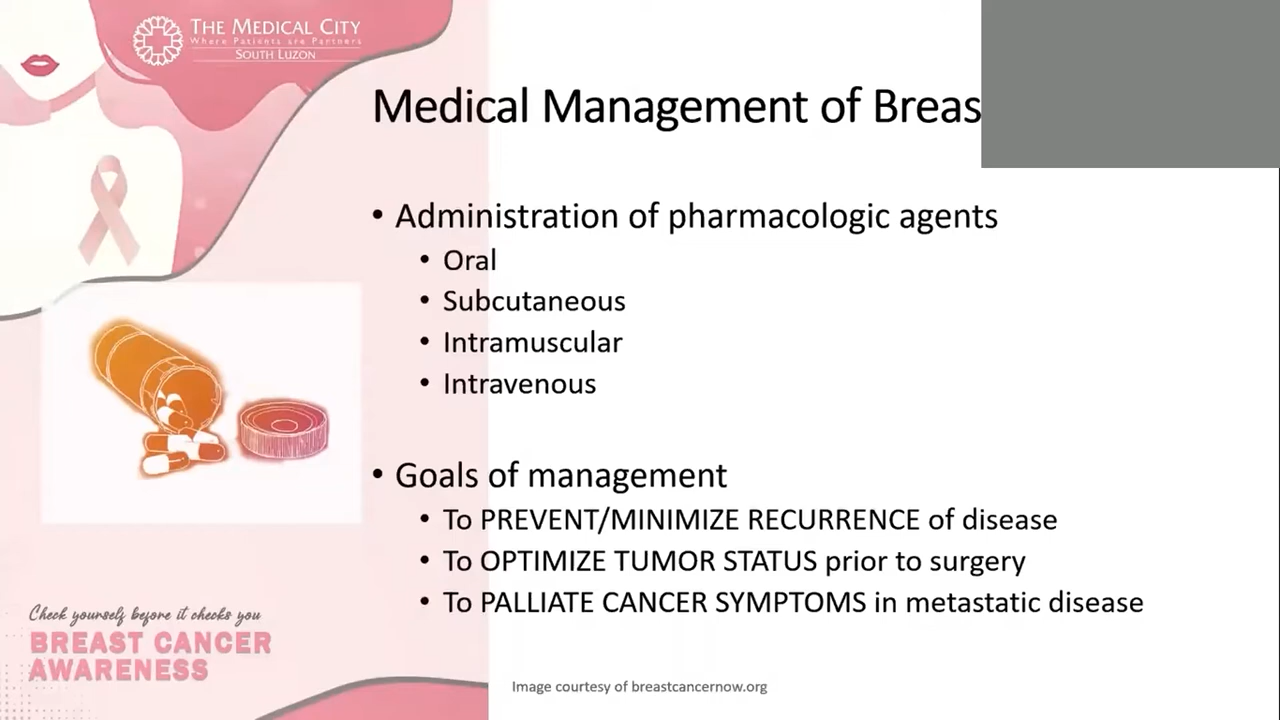 THE MEDICAL CITY
Where Patients are Partners
SOUTH LUZON
Medical Management of Breas
• Administration of pharmacologic agents
• Oral
• Subcutaneous
• Intramuscular
• Intravenous
• Goals of management
• To PREVENT/MINIMIZE RECURRENCE of disease
• To OPTIMIZE TUMOR STATUS prior to surgery
• To PALLIATE CANCER SYMPTOMS in metastatic disease
Check yourself before it checks you
BREAST CANCER
AWARENESS
Image courtesy of breastcancernow.org